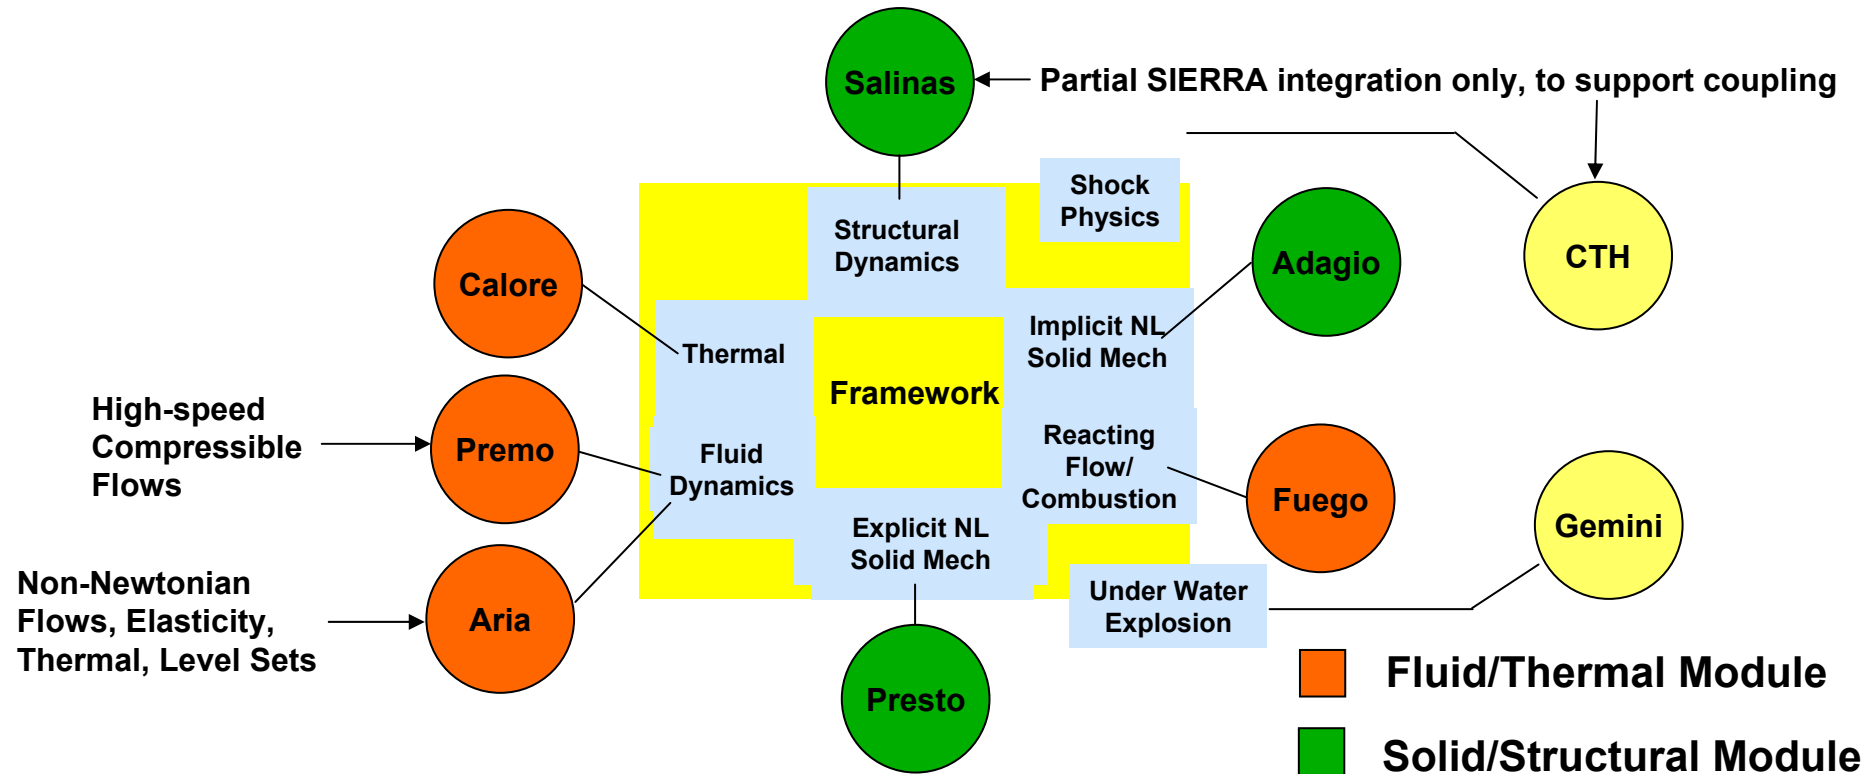 Salinas
Partial SIERRA integration only, to support coupling
Shock
Physics
Structural
Dynamics
Calore
Adagio
CTH
Thermal
Implicit NL
Solid Mech
Framework
High-speed
Compressible
Flows
Premo
Fluid
Dynamics
Reacting
Flow/
Combustion
Fuego
Gemini
Explicit NL
Solid Mech
Non-Newtonian
Flows, Elasticity,
Thermal, Level Sets
Aria
Under Water
Explosion
Presto
Fluid/Thermal Module
Solid/Structural Module